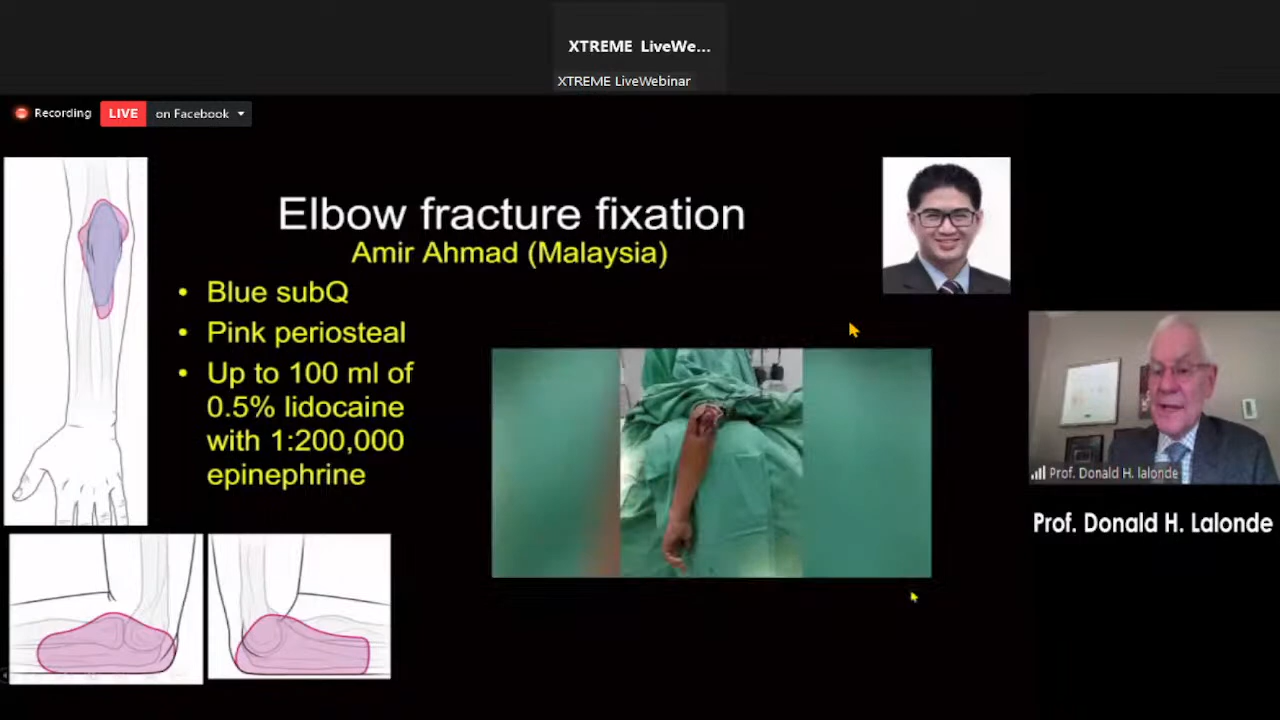 XTREME LiveWe...
XTREME LiveWebinar
Recording
LIVE
on Facebook
Elbow fracture fixation
Amir Ahmad (Malaysia)
• Blue subQ
• Pink periosteal
• Up to 100 ml of
0.5% lidocaine
with 1:200,000
epinephrine
Prof. Donald H. lalonde
Prof. Donald H. Lalonde